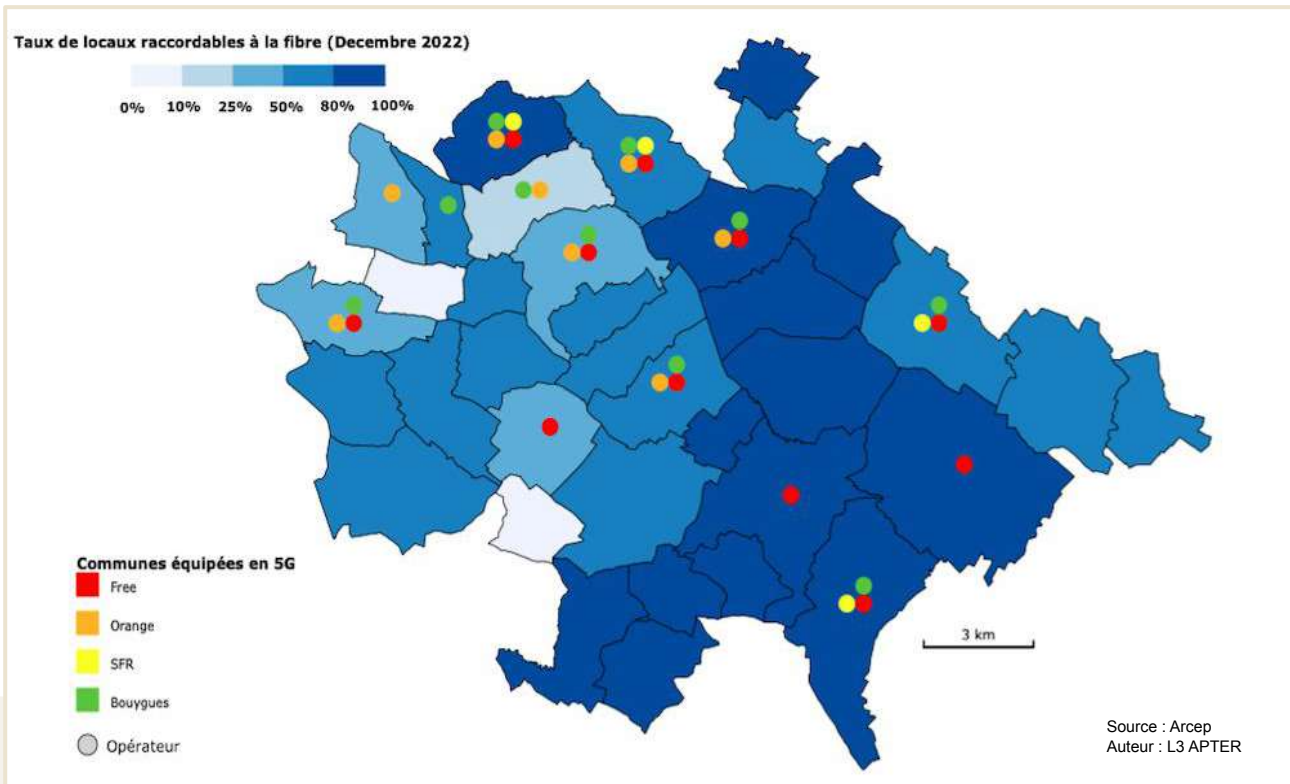 Taux de locaux raccordables à la fibre (Decembre 2022)
0% 10% 25% 50% 80% 100%
Communes équipées en 5G
Free
Orange
SFR
Bouygues
Opérateur
3 km
Source : Arcep
Auteur : L3 APTER